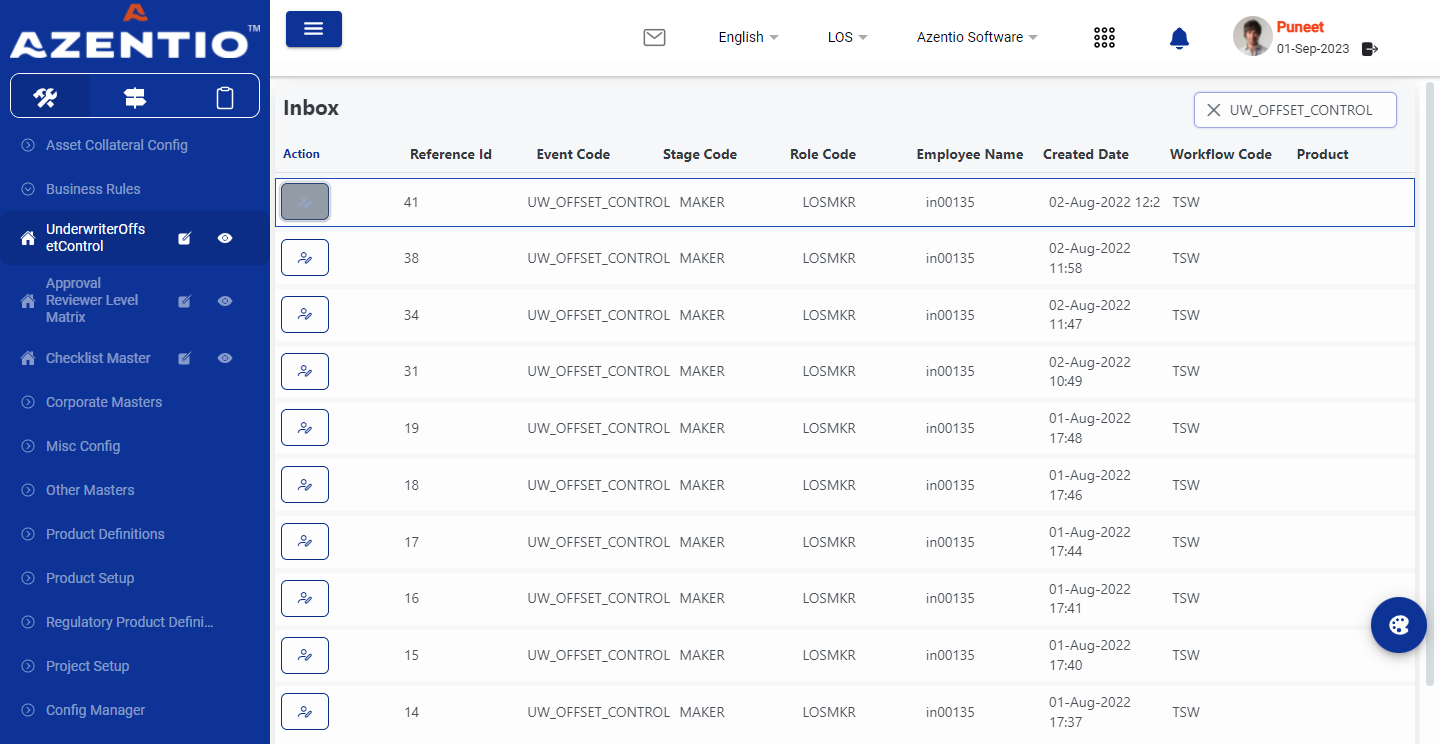 AZENTIO™
English
LOS
Azentio Software
Puneet
01-Sep-2023
Asset Collateral Config
Business Rules
UnderwriterOffs
etControl
Approval
Reviewer Level
Matrix
Checklist Master
Corporate Masters
Misc Config
Other Masters
Product Definitions
Product Setup
Regulatory Product Defini...
Project Setup
Config Manager
Inbox
UW_OFFSET_CONTROL
Action Reference Id Event Code Stage Code Role Code Employee Name Created Date Workflow Code Product
41 UW_OFFSET_CONTROL MAKER LOSMKR in00135 02-Aug-2022 12:2 TSW
38 UW_OFFSET_CONTROL MAKER LOSMKR in00135 02-Aug-2022 TSW
11:58
34 UW_OFFSET_CONTROL MAKER LOSMKR in00135 02-Aug-2022 TSW
11:47
31 UW_OFFSET_CONTROL MAKER LOSMKR in00135 02-Aug-2022 TSW
10:49
19 UW_OFFSET_CONTROL MAKER LOSMKR in00135 01-Aug-2022 TSW
17:48
18 UW_OFFSET_CONTROL MAKER LOSMKR in00135 01-Aug-2022 TSW
17:46
17 UW_OFFSET_CONTROL MAKER LOSMKR in00135 01-Aug-2022 TSW
17:44
16 UW_OFFSET_CONTROL MAKER LOSMKR in00135 01-Aug-2022 TSW
17:41
15 UW_OFFSET_CONTROL MAKER LOSMKR in00135 01-Aug-2022 TSW
17:40
14 UW_OFFSET_CONTROL MAKER LOSMKR in00135 01-Aug-2022 TSW
17:37